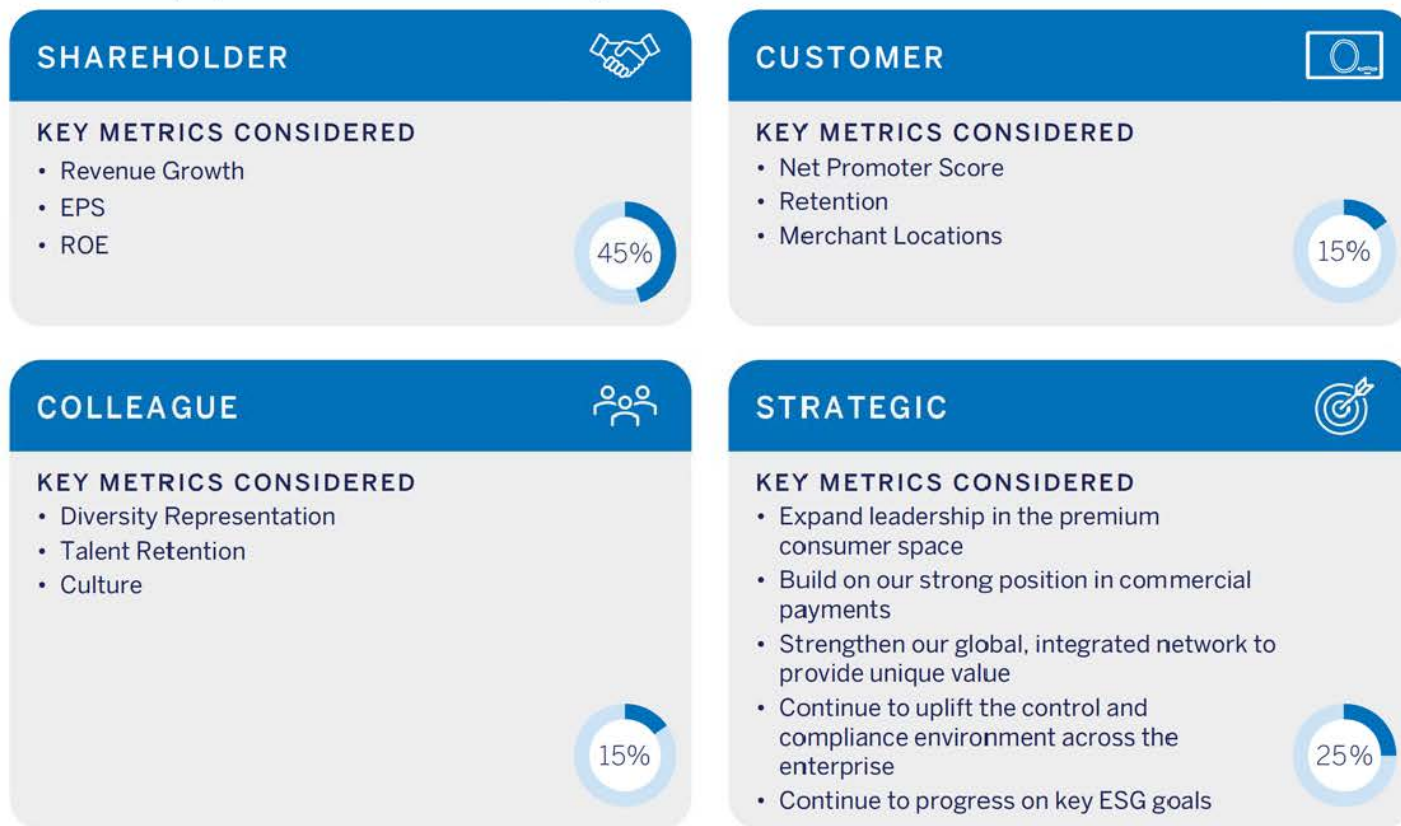 SHAREHOLDER
KEY METRICS CONSIDERED
• Revenue Growth
• EPS
• ROE
45%
CUSTOMER
KEY METRICS CONSIDERED
• Net Promoter Score
• Retention
• Merchant Locations
15%
COLLEAGUE
KEY METRICS CONSIDERED
• Diversity Representation
• Talent Retention
• Culture
15%
STRATEGIC
KEY METRICS CONSIDERED
• Expand leadership in the premium
consumer space
• Build on our strong position in commercial
payments
• Strengthen our global, integrated network to
provide unique value
• Continue to uplift the control and
compliance environment across the
enterprise
• Continue to progress on key ESG goals
25%